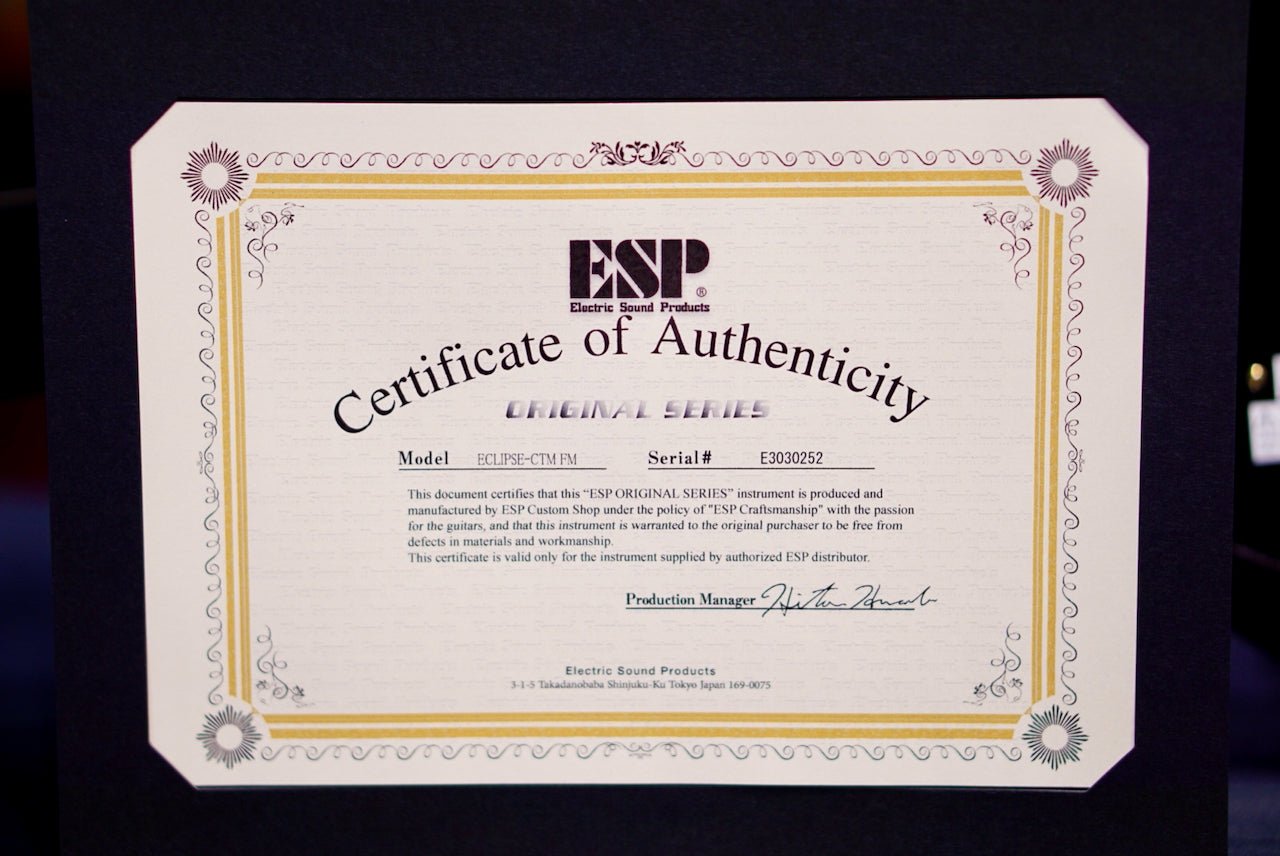 ESP®
Electric Sound Products
Certificate of Authenticity
ORIGINAL SERIES
Model ECLIPSE-CTM FM Serial# E3030252
This document certifies that this “ESP ORIGINAL SERIES” instrument is produced and
manufactured by ESP Custom Shop under the policy of "ESP Craftsmanship" with the passion
for the guitars, and that this instrument is warranted to the original purchaser to be free from
defects in materials and workmanship.
This certificate is valid only for the instrument supplied by authorized ESP distributor.
Production Manager
Electric Sound Products
3-1-5 Takadanobaba Shinjuku-Ku Tokyo Japan 169-0075